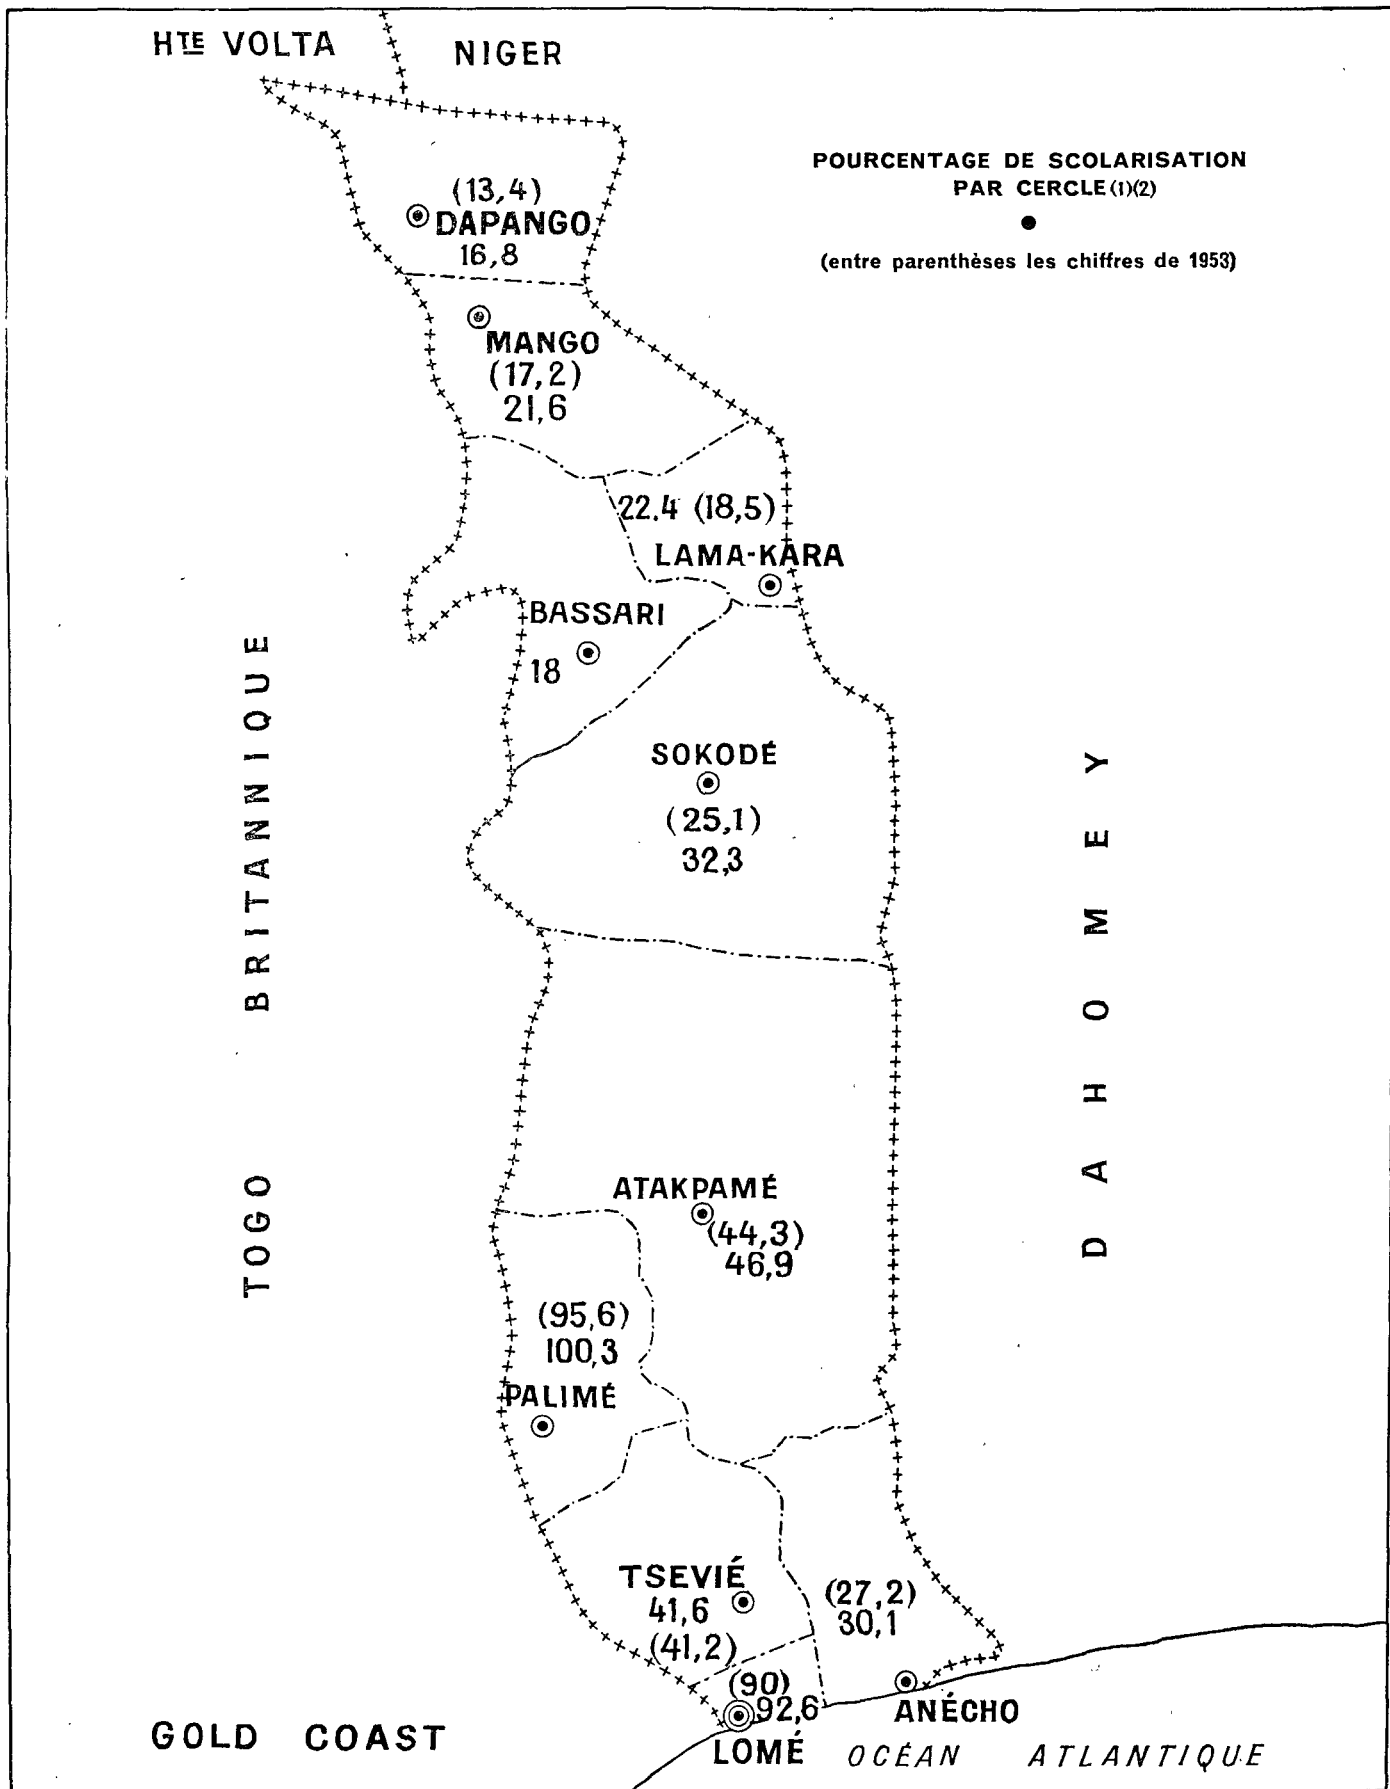 HTE VOLTA
NIGER
POURCENTAGE DE SCOLARISATION
PAR CERCLE (1)(2)
(entre parenthèses les chiffres de 1953)
(13,4)
DAPANGO
16,8
MANGO
(17,2)
21,6
22.4 (18,5)
LAMA-KARA
BASSARI
18
SOKODÉ
(25,1)
32,3
TOGO BRITANNIQUE
DAHOMEY
ATAKPAMÉ
(44,3)
46,9
(95,6)
100,3
PALIMÉ
TSEVIÉ
41,6
(41,2)
(27,2)
30,1
(90)
92,6
ANÉCHO
LOMÉ
GOLD COAST
OCÉAN ATLANTIQUE